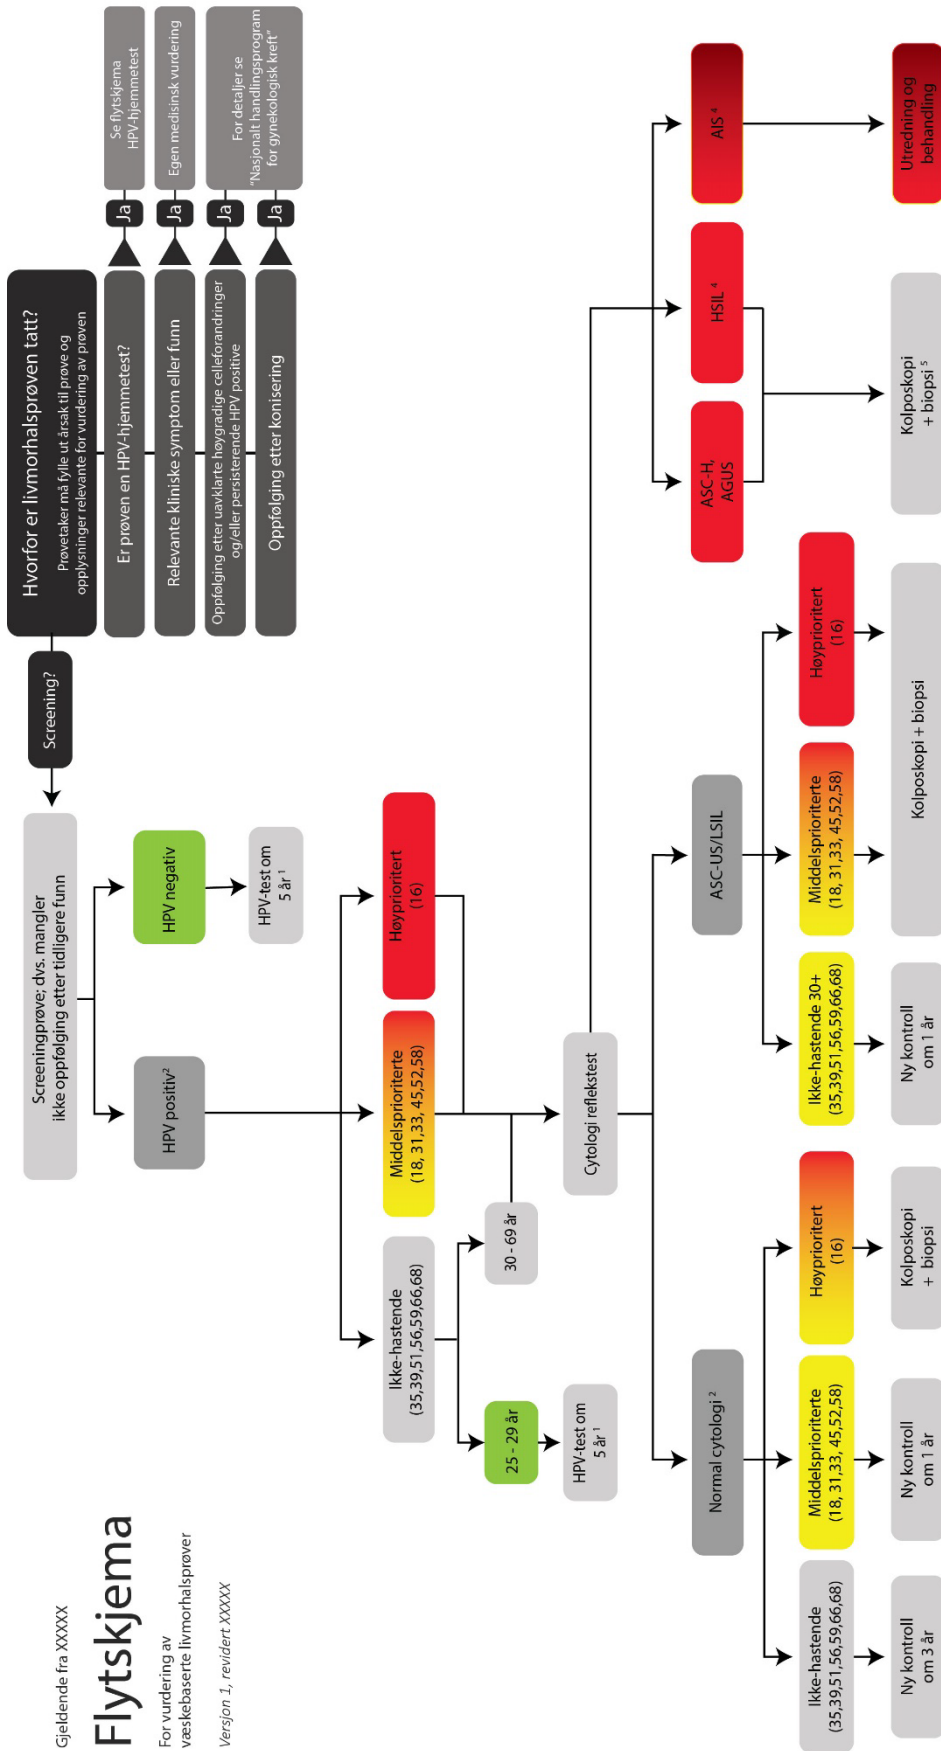 Gjeldende fra XXXXX
Flytskjema
For vurdering av
væskebaserte livmorhalsprøver
Versjon 1, revidert XXXXX
Hvorfor er livmorhalsprøven tatt?
Prøvetaker må fylle ut årsak til prøve og
opplysninger relevante for vurdering av prøven
Er prøven en HPV-hjemmetest?
Ja
Se flytskjema
HPV-hjemmetest
Relevante kliniske symptom eller funn
Ja
Egen medisinsk vurdering
Oppfølging etter uavklarte høygradige celleforandringer
og/eller persisterende HPV positive
Ja
Oppfølging etter konisering
Ja
For detaljer se
"Nasjonalt handlingsprogram
for gynekologisk kreft"
Screening?
Screeningprøve; dvs. mangler
ikke oppfølging etter tidligere funn
HPV positiv2
HPV negativ
HPV-test om
5 år 1
Ikke-hastende
(35,39,51,56,59,66,68)
Middelsprioriterte
(18, 31,33, 45,52,58)
Høyprioritert
(16)
25 - 29 år
30 - 69 år
HPV-test om
5 år 1
Cytologi reflekstest
Normal cytologi 2
ASC-US/LSIL
ASC-H,
AGUS
HSIL 4
AIS 4
Ikke-hastende
(35,39,51,56,59,66,68)
Middelsprioriterte
(18, 31,33, 45,52,58)
Høyprioritert
(16)
Ikke-hastende 30+
(35,39,51,56,59,66,68)
Middelsprioriterte
(18, 31,33, 45,52,58)
Høyprioritert
(16)
Ny kontroll
om 3 år
Ny kontroll
om 1 år
Kolposkopi
+ biopsi
Ny kontroll
om 1 år
Kolposkopi + biopsi
Kolposkopi
+ biopsi 5
Utredning og
behandling